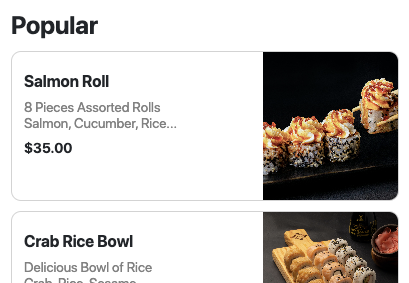 Popular
Salmon Roll
8 Pieces Assorted Rolls
Salmon, Cucumber, Rice...
$35.00
Crab Rice Bowl
Delicious Bowl of Rice
Crab, Rice, Sesame